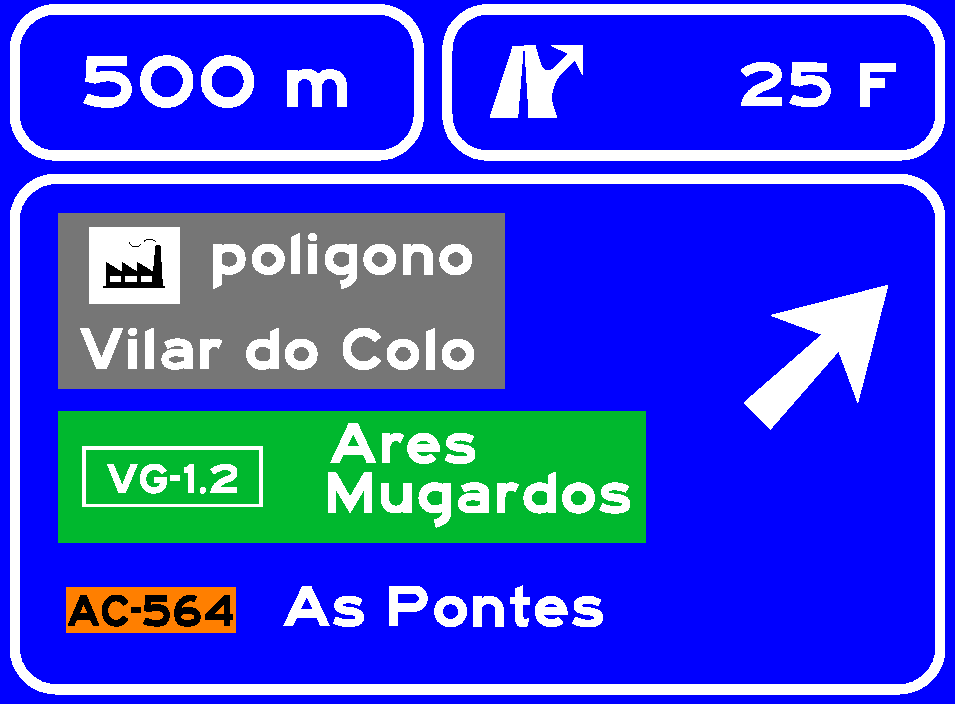 500 m
25 F
poligono
Vilar do Colo
VG-1.2
Ares
Mugardos
AC-564
As Pontes